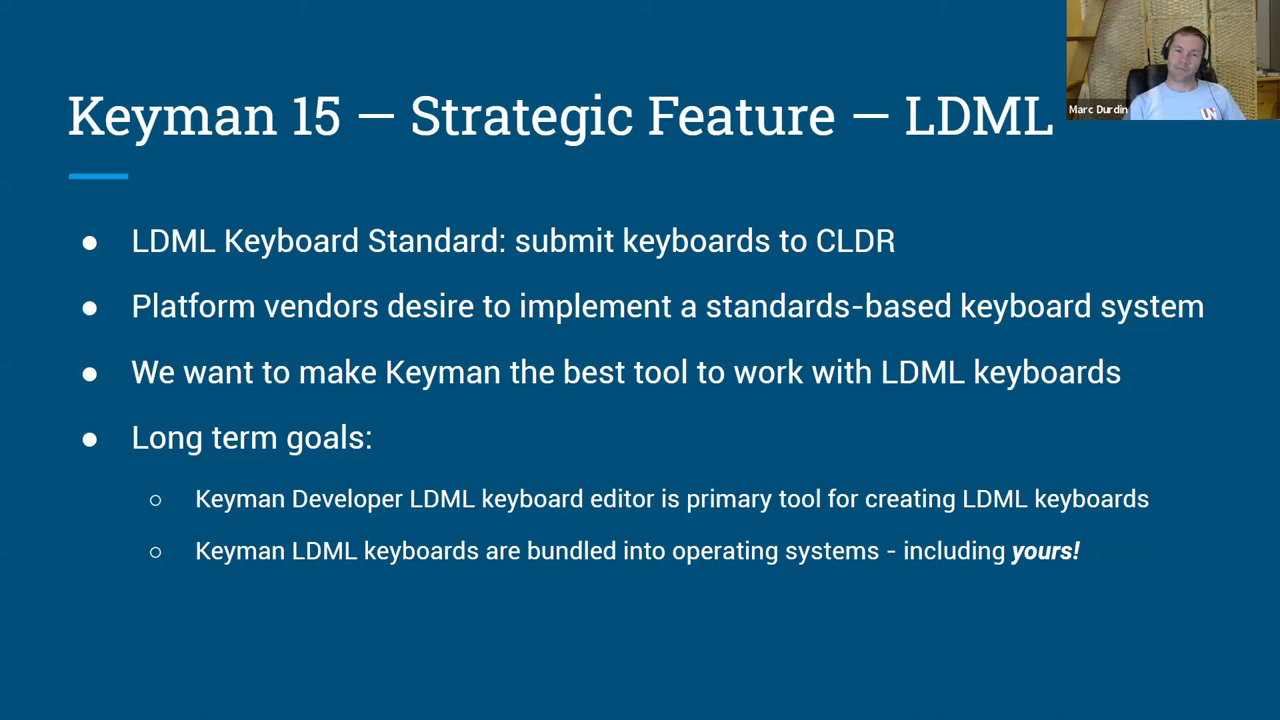 Keyman 15 — Strategic Feature — LDML
Marc Durdin
● LDML Keyboard Standard: submit keyboards to CLDR
● Platform vendors desire to implement a standards-based keyboard system
● We want to make Keyman the best tool to work with LDML keyboards
● Long term goals:
○ Keyman Developer LDML keyboard editor is primary tool for creating LDML keyboards
○ Keyman LDML keyboards are bundled into operating systems - including yours!